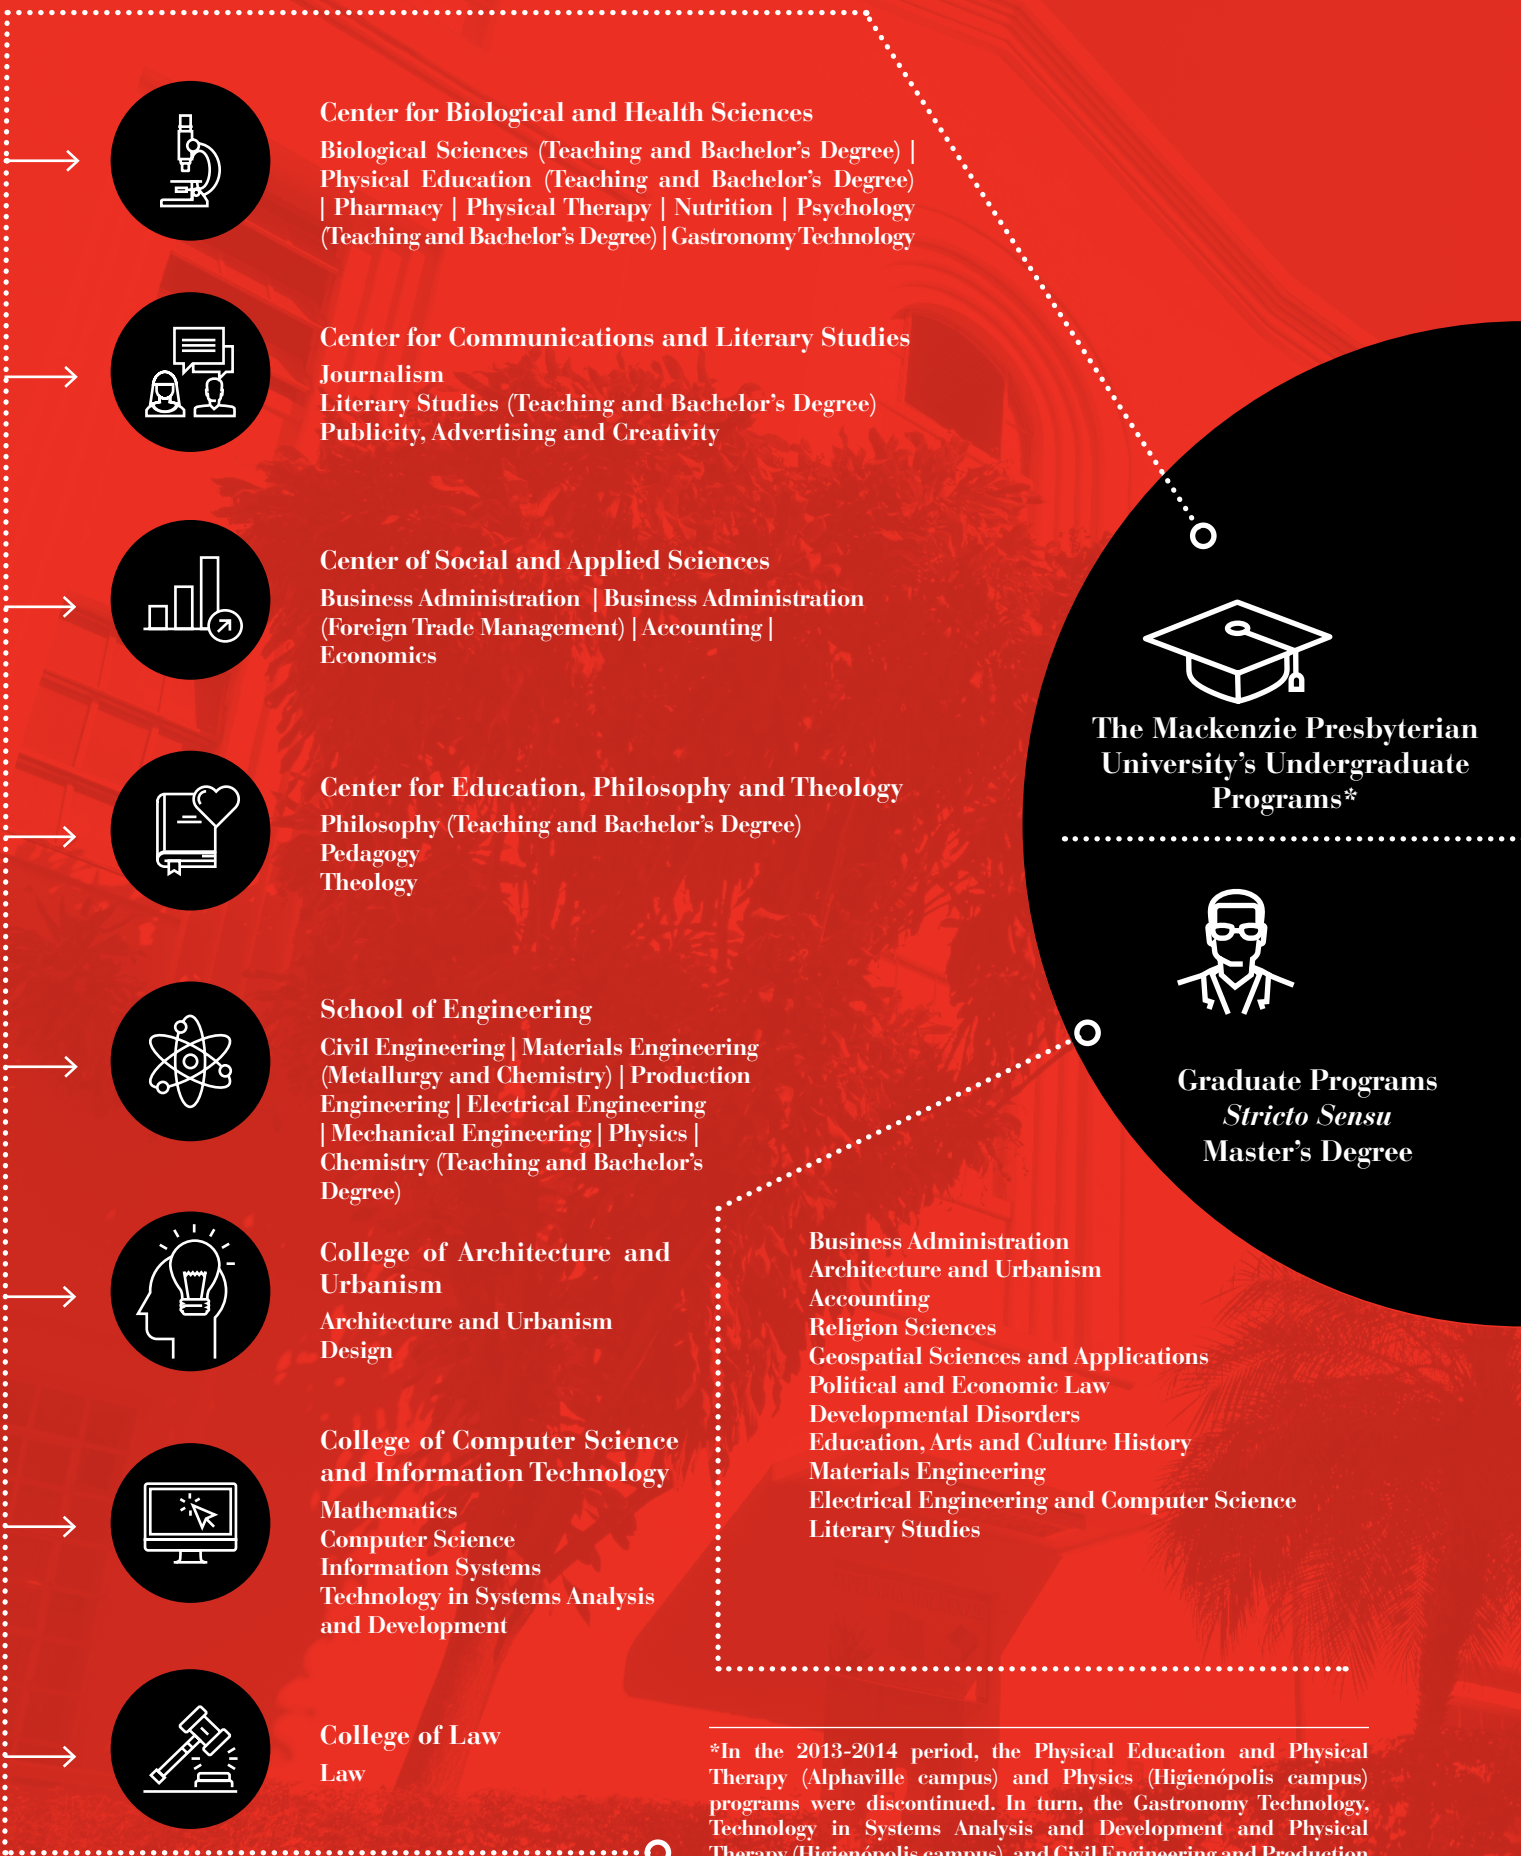 Center for Biological and Health Sciences
Biological Sciences (Teaching and Bachelor’s Degree) |
Physical Education (Teaching and Bachelor’s Degree)
| Pharmacy | Physical Therapy | Nutrition | Psychology
(Teaching and Bachelor’s Degree) | Gastronomy Technology
Center for Communications and Literary Studies
Journalism
Literary Studies (Teaching and Bachelor’s Degree)
Publicity, Advertising and Creativity
Center of Social and Applied Sciences
Business Administration | Business Administration
(Foreign Trade Management) | Accounting |
Economics
Center for Education, Philosophy and Theology
Philosophy (Teaching and Bachelor’s Degree)
Pedagogy
Theology
School of Engineering
Civil Engineering | Materials Engineering
(Metallurgy and Chemistry) | Production
Engineering | Electrical Engineering
| Mechanical Engineering | Physics |
Chemistry (Teaching and Bachelor’s
Degree)
College of Architecture and
Urbanism
Architecture and Urbanism
Design
College of Computer Science
and Information Technology
Mathematics
Computer Science
Information Systems
Technology in Systems Analysis
and Development
College of Law
Law
The Mackenzie Presbyterian
University’s Undergraduate
Programs*
Graduate Programs
Stricto Sensu
Master’s Degree
Business Administration
Architecture and Urbanism
Accounting
Religion Sciences
Geospatial Sciences and Applications
Political and Economic Law
Developmental Disorders
Education, Arts and Culture History
Materials Engineering
Electrical Engineering and Computer Science
Literary Studies
*In the 2013-2014 period, the Physical Education and Physical
Therapy (Alphaville campus) and Physics (Higienópolis campus)
programs were discontinued. In turn, the Gastronomy Technology,
Technology in Systems Analysis and Development and Physical
Therapy (Higienópolis campus), and Civil Engineering and Production